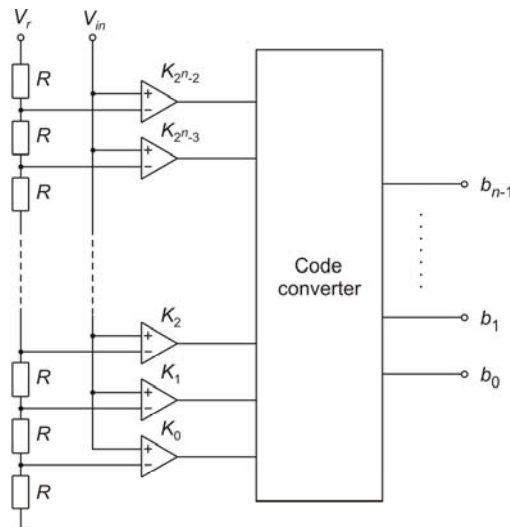 V_r
V_in
R
K_{2^n-2}
R
K_{2^n-3}
R
b_{n-1}
Code
converter
K_2
b_1
R
K_1
b_0
R
K_0
R